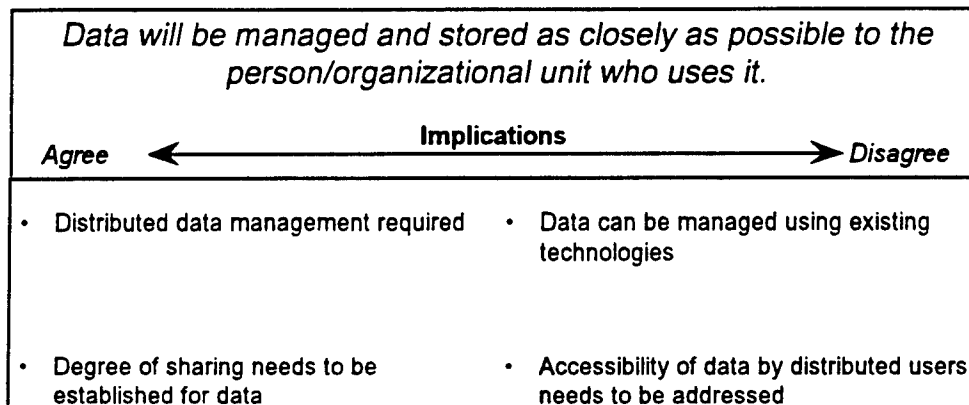 Data will be managed and stored as closely as possible to the
person/organizational unit who uses it.
Implications
Agree Disagree
• Distributed data management required
• Data can be managed using existing
technologies
• Degree of sharing needs to be
established for data
• Accessibility of data by distributed users
needs to be addressed